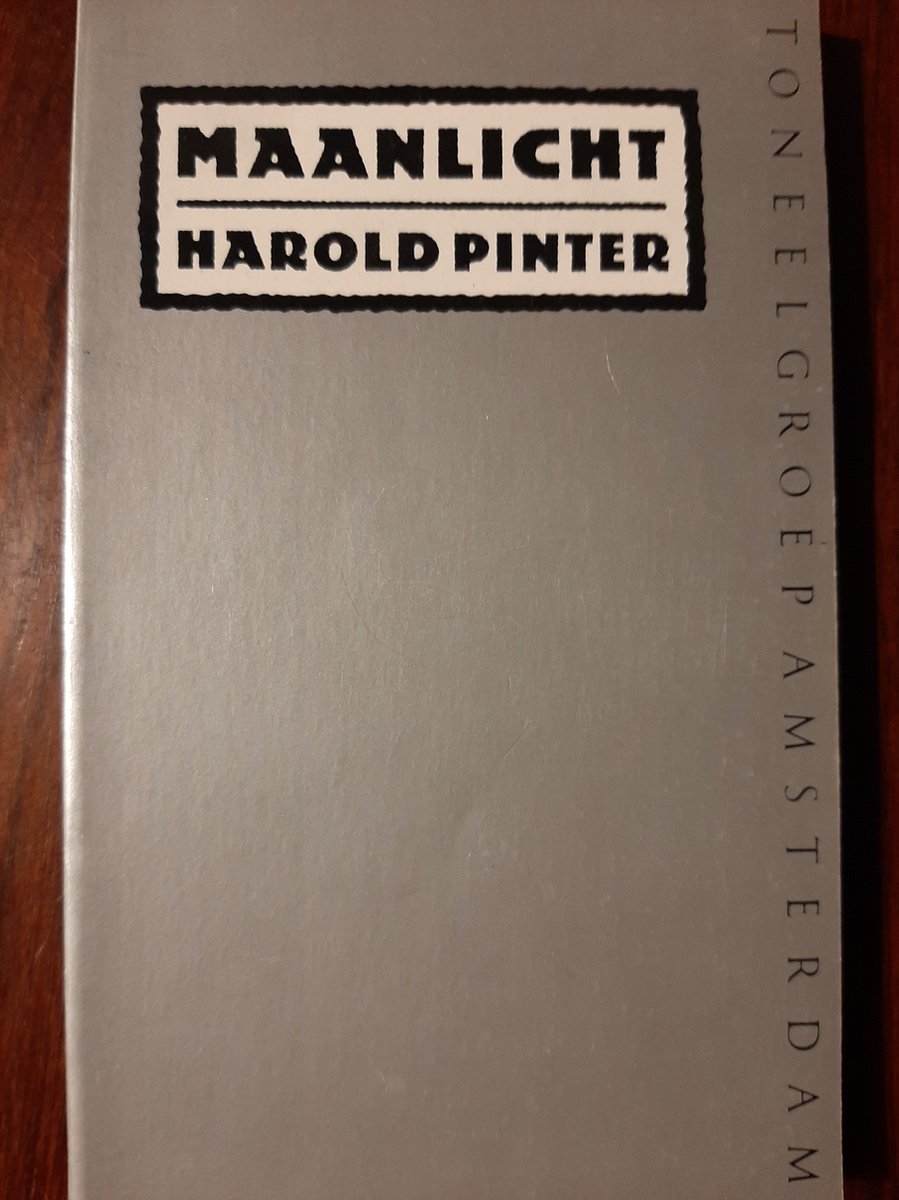 MAANLICHT
HAROLD PINTER
TONEELGROEP AMSTERDAM